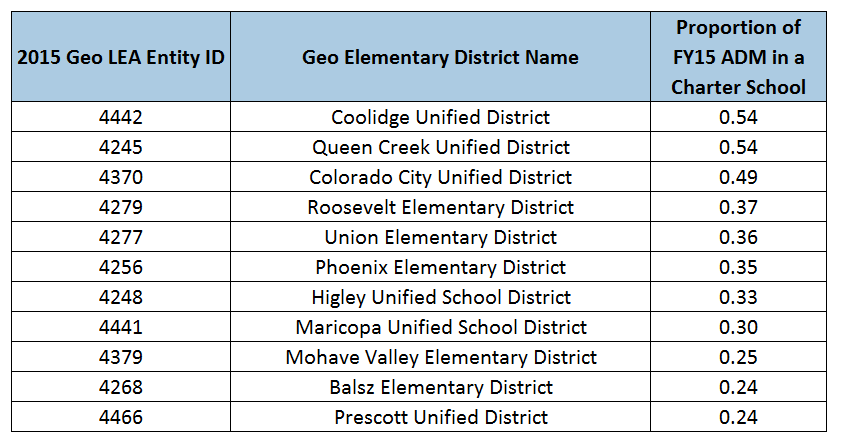 2015 Geo LEA Entity ID Geo Elementary District Name Proportion of FY15 ADM in a Charter School
4442 Coolidge Unified District 0.54
4245 Queen Creek Unified District 0.54
4370 Colorado City Unified District 0.49
4279 Roosevelt Elementary District 0.37
4277 Union Elementary District 0.36
4256 Phoenix Elementary District 0.35
4248 Higley Unified School District 0.33
4441 Maricopa Unified School District 0.30
4379 Mohave Valley Elementary District 0.25
4268 Balsz Elementary District 0.24
4466 Prescott Unified District 0.24